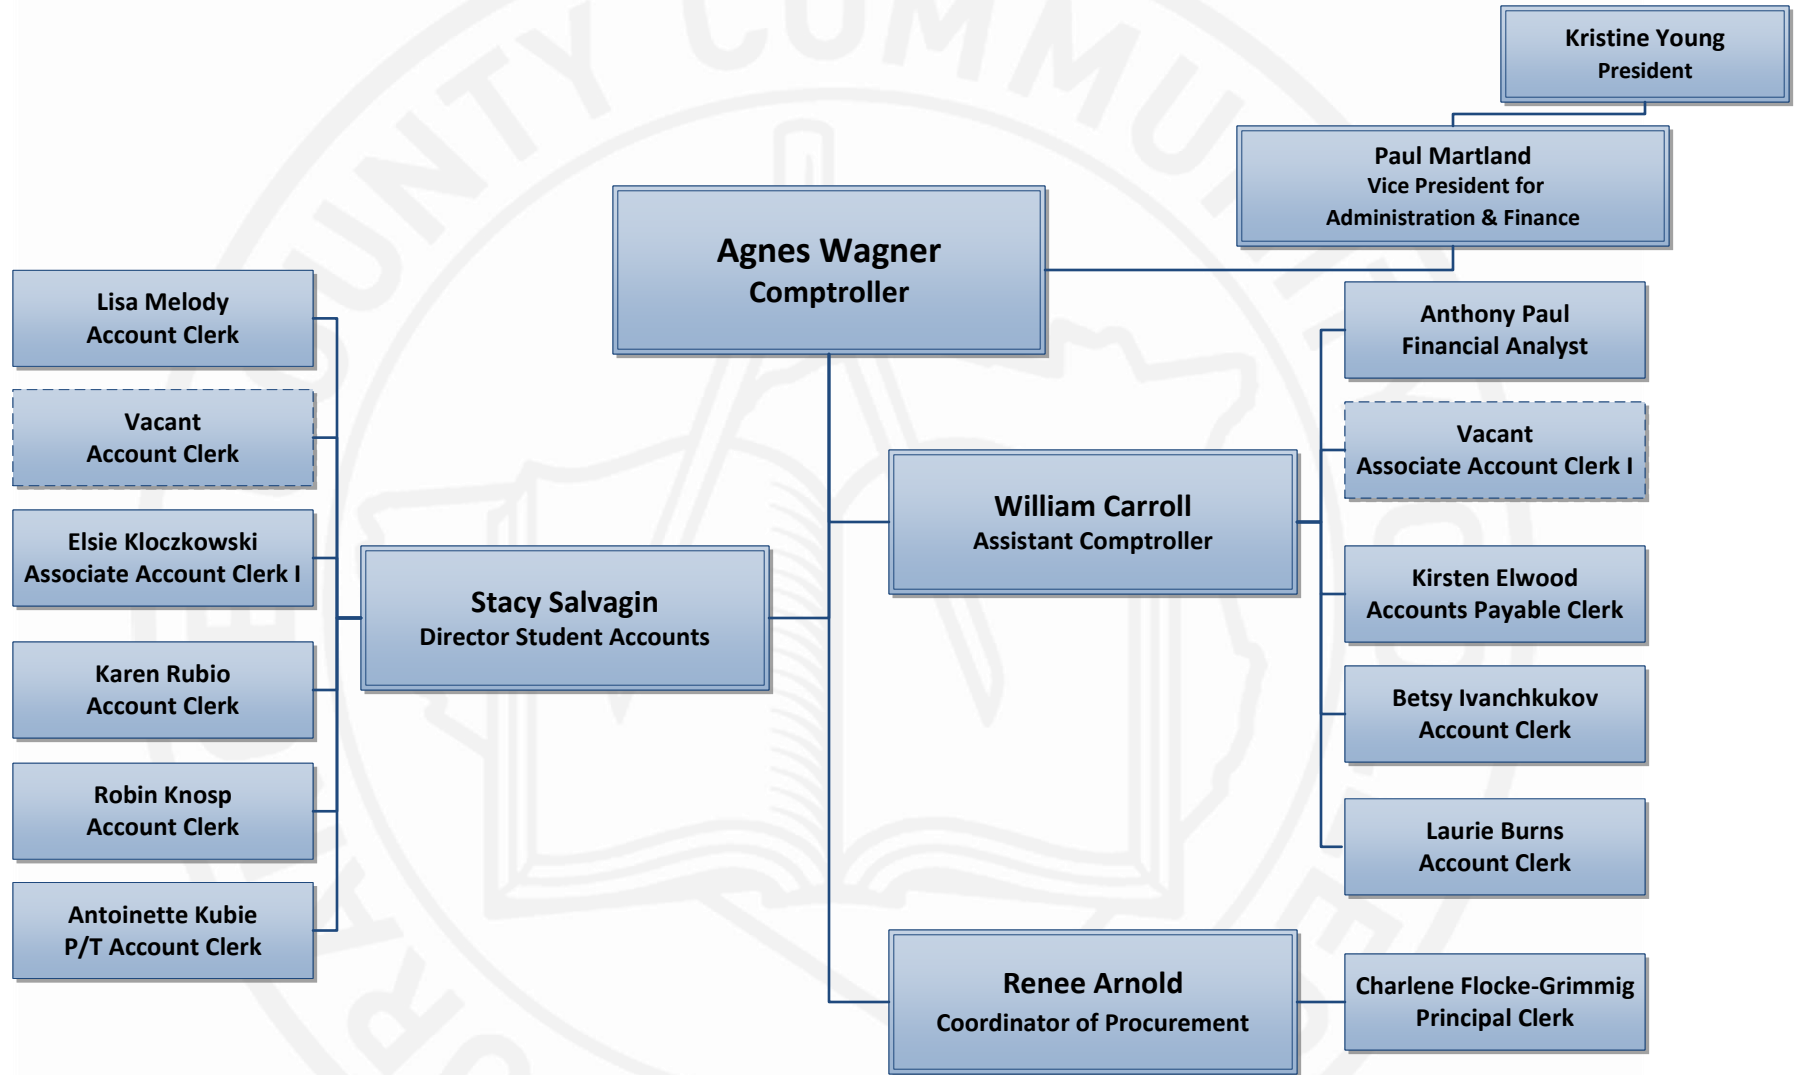 Kristine Young
President
Paul Martland
Vice President for
Administration & Finance
Agnes Wagner
Comptroller
Lisa Melody
Account Clerk
Vacant
Account Clerk
Elsie Kloczkowski
Associate Account Clerk I
Karen Rubio
Account Clerk
Robin Knosp
Account Clerk
Antoinette Kubie
P/T Account Clerk
Stacy Salvagin
Director Student Accounts
William Carroll
Assistant Comptroller
Anthony Paul
Financial Analyst
Vacant
Associate Account Clerk I
Kirsten Elwood
Accounts Payable Clerk
Betsy Ivanchkukov
Account Clerk
Laurie Burns
Account Clerk
Renee Arnold
Coordinator of Procurement
Charlene Flocke-Grimmig
Principal Clerk
COUNTY COMMUNITY